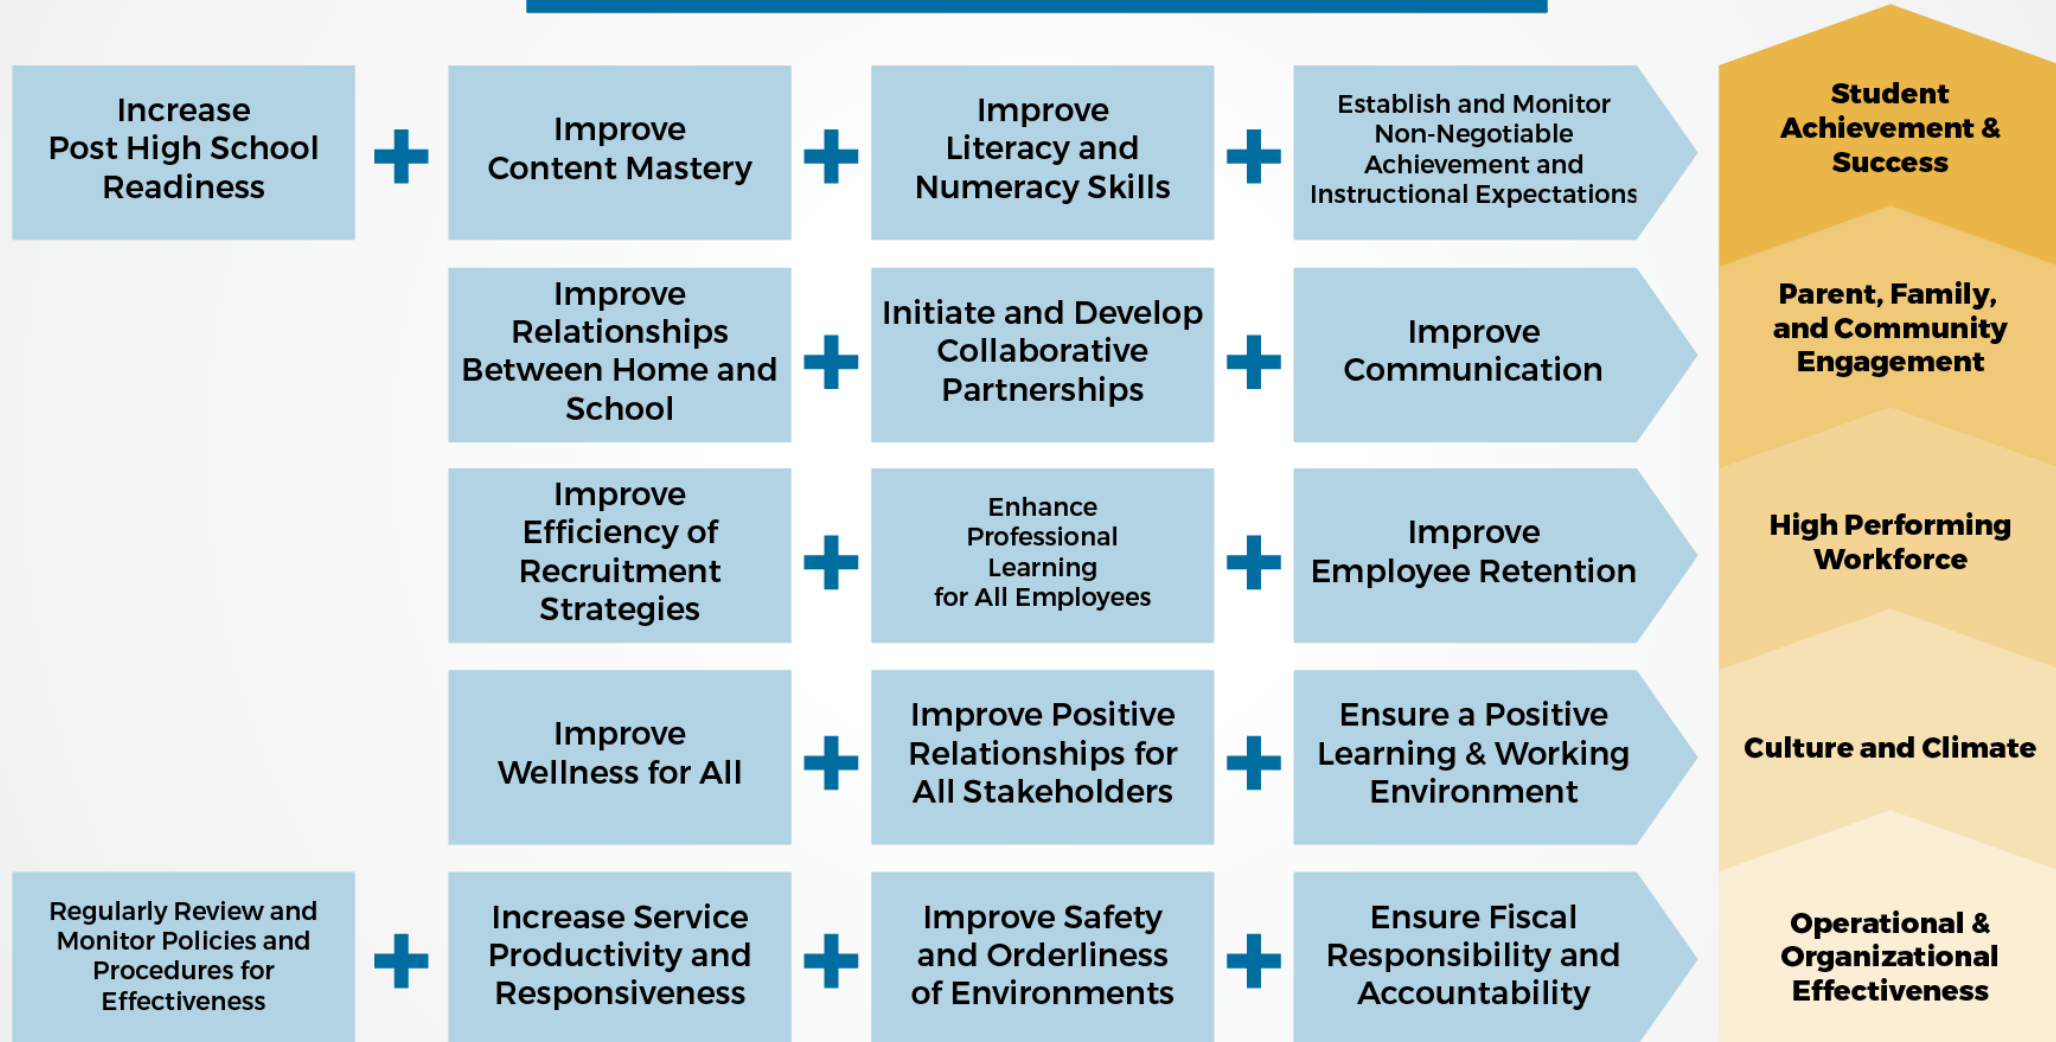 Increase
Post High School
Readiness
Improve
Content Mastery
Improve
Literacy and
Numeracy Skills
Establish and Monitor
Non-Negotiable
Achievement and
Instructional Expectations
Student
Achievement &
Success
Improve
Relationships
Between Home and
School
Initiate and Develop
Collaborative
Partnerships
Improve
Communication
Parent, Family,
and Community
Engagement
Improve
Efficiency of
Recruitment
Strategies
Enhance
Professional
Learning
for All Employees
Improve
Employee Retention
High Performing
Workforce
Improve
Wellness for All
Improve Positive
Relationships for
All Stakeholders
Ensure a Positive
Learning & Working
Environment
Culture and Climate
Regularly Review and
Monitor Policies and
Procedures for
Effectiveness
Increase Service
Productivity and
Responsiveness
Improve Safety
and Orderliness
of Environments
Ensure Fiscal
Responsibility and
Accountability
Operational &
Organizational
Effectiveness